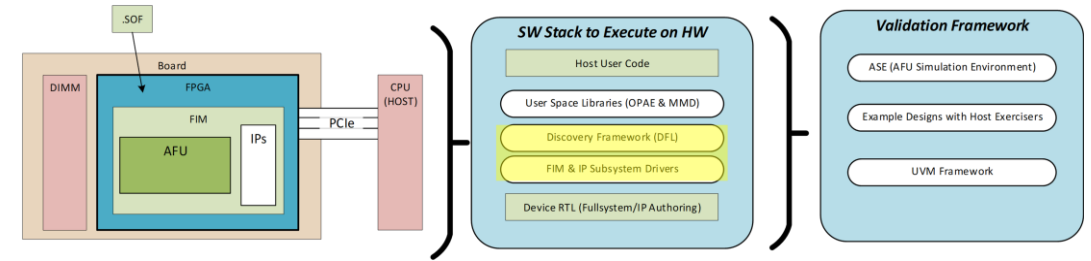 .SOF
Board
DIMM
FPGA
FIM
AFU
IPs
PCIe
CPU
(HOST)
SW Stack to Execute on HW
Host User Code
User Space Libraries (OPAE & MMD)
Discovery Framework (DFL)
FIM & IP Subsystem Drivers
Device RTL (Fullsystem/IP Authoring)
Validation Framework
ASE (AFU Simulation Environment)
Example Designs with Host Exercisers
UVM Framework